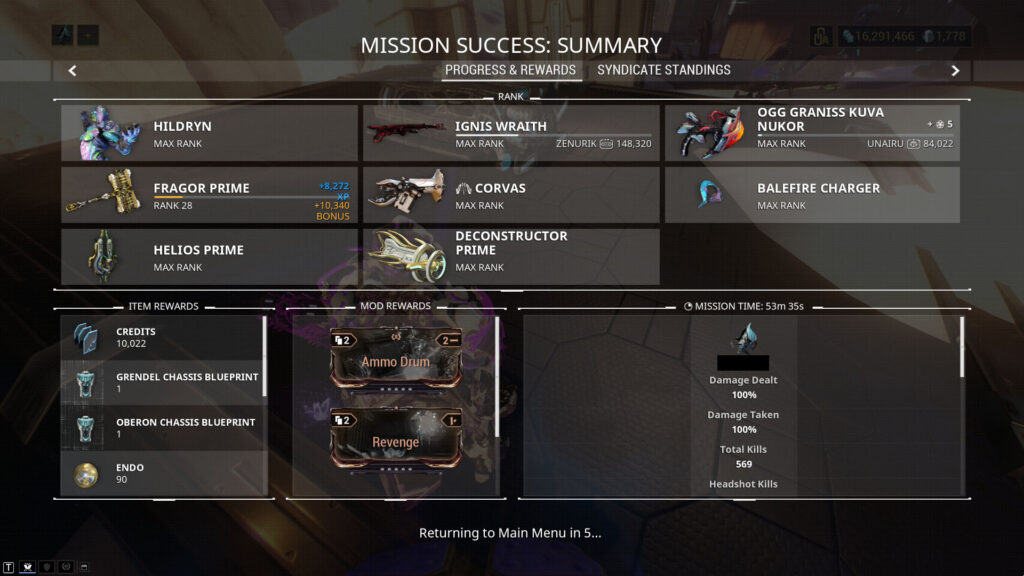 16,291,466 1,778
MISSION SUCCESS: SUMMARY
PROGRESS & REWARDS SYNDICATE STANDINGS
RANK
HILDRYN
MAX RANK
IGNIS WRAITH
MAX RANK ZENURIK 148,320
OGG GRANISS KUVA
NUKOR
+ 5
MAX RANK UNAIRU 84,022
FRAGOR PRIME
RANK 28
+8,272
XP
+10,340
BONUS
CORVAS
MAX RANK
BALEFIRE CHARGER
MAX RANK
HELIOS PRIME
MAX RANK
DECONSTRUCTOR
PRIME
MAX RANK
ITEM REWARDS
CREDITS
10,022
GRENDEL CHASSIS BLUEPRINT
1
OBERON CHASSIS BLUEPRINT
1
ENDO
90
MOD REWARDS
2 2
Ammo Drum
2
Revenge
MISSION TIME: 53m 35s
Damage Dealt
100%
Damage Taken
100%
Total Kills
569
Headshot Kills
Returning to Main Menu in 5...
T